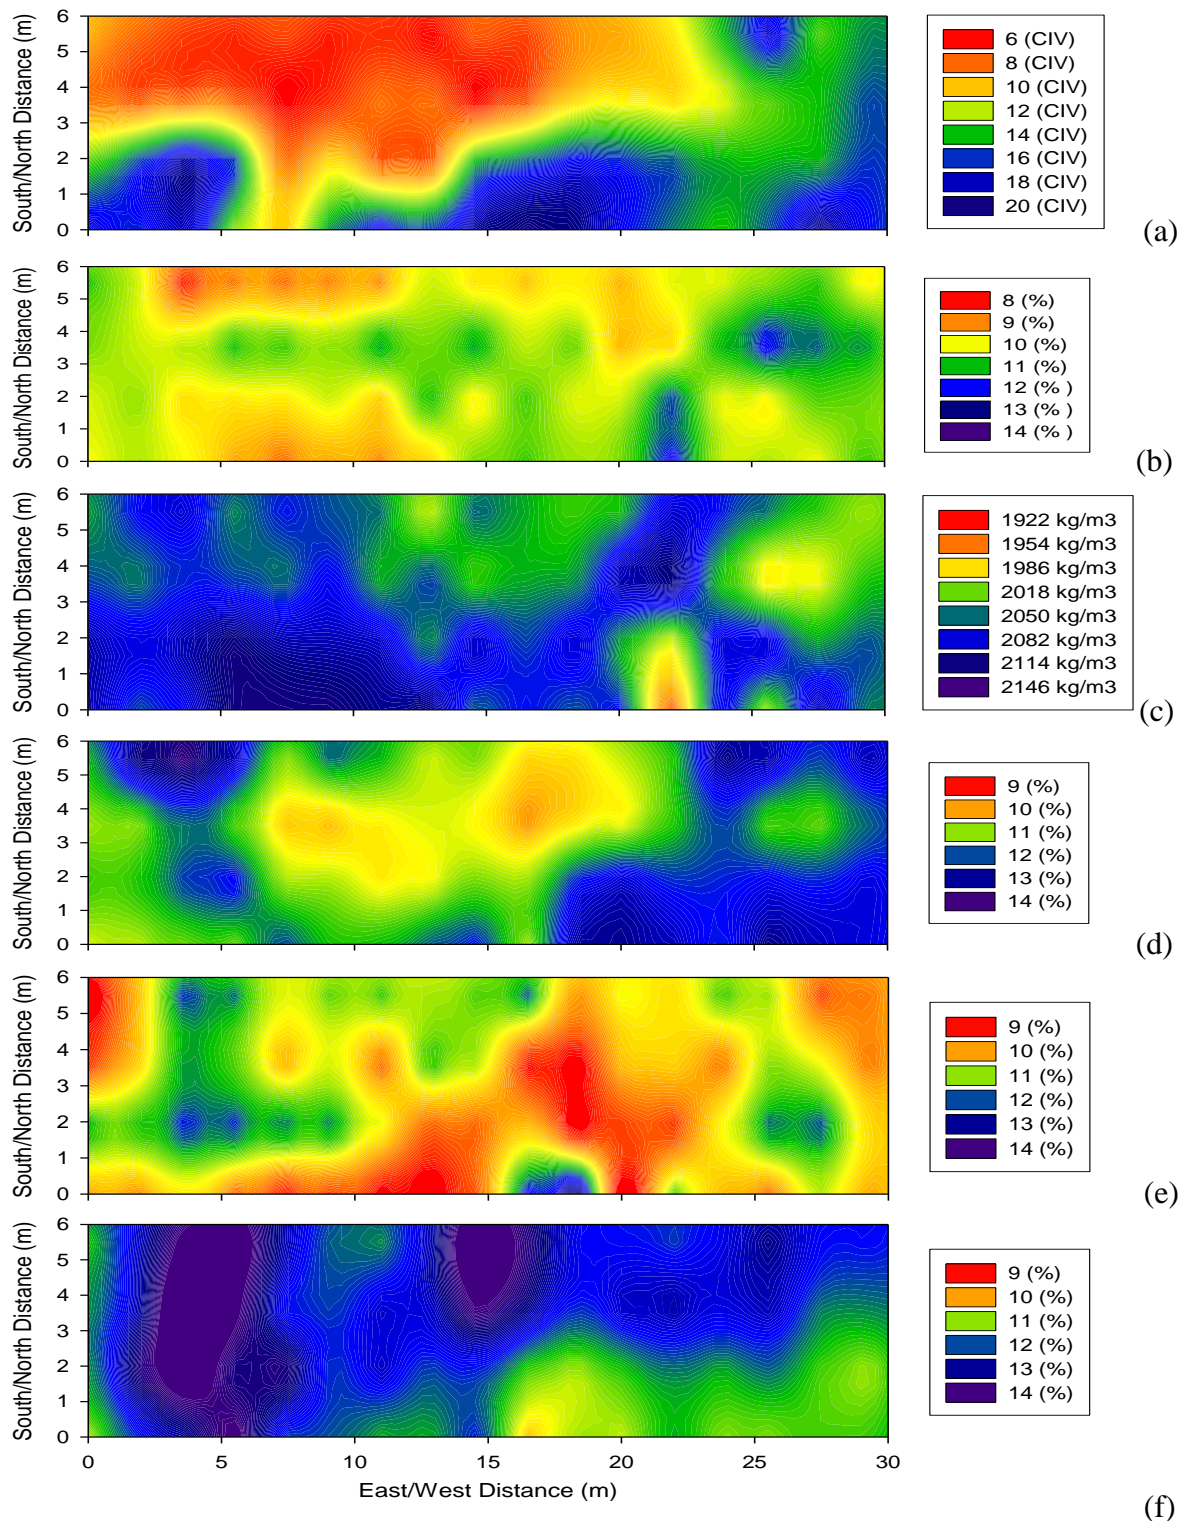 South/North Distance (m)
6
5
4
3
2
1
0
6 (CIV)
8 (CIV)
10 (CIV)
12 (CIV)
14 (CIV)
16 (CIV)
18 (CIV)
20 (CIV)
(a)
South/North Distance (m)
6
5
4
3
2
1
0
8 (%)
9 (%)
10 (%)
11 (%)
12 (% )
13 (% )
14 (% )
(b)
South/North Distance (m)
6
5
4
3
2
1
0
1922 kg/m3
1954 kg/m3
1986 kg/m3
2018 kg/m3
2050 kg/m3
2082 kg/m3
2114 kg/m3
2146 kg/m3
(c)
South/North Distance (m)
6
5
4
3
2
1
0
9 (%)
10 (%)
11 (%)
12 (%)
13 (%)
14 (%)
(d)
South/North Distance (m)
6
5
4
3
2
1
0
9 (%)
10 (%)
11 (%)
12 (%)
13 (%)
14 (%)
(e)
South/North Distance (m)
6
5
4
3
2
1
0
9 (%)
10 (%)
11 (%)
12 (%)
13 (%)
14 (%)
0 5 10 15 20 25 30
East/West Distance (m)
(f)